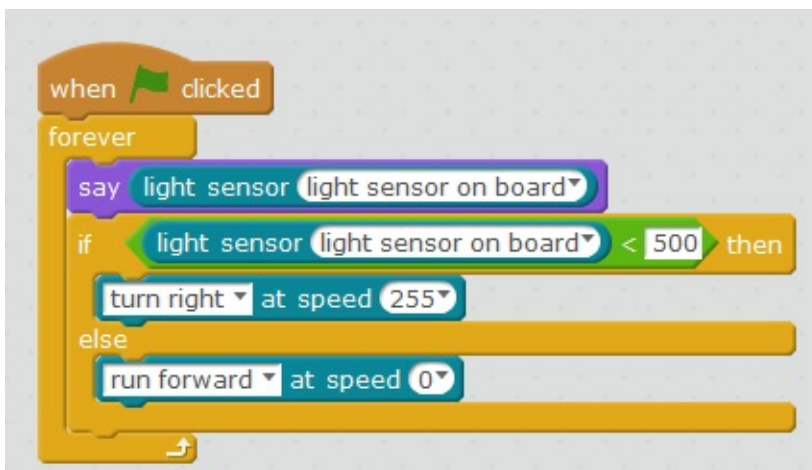 when clicked
forever
say light sensor light sensor on board
if light sensor light sensor on board < 500 then
turn right at speed 255
else
run forward at speed 0